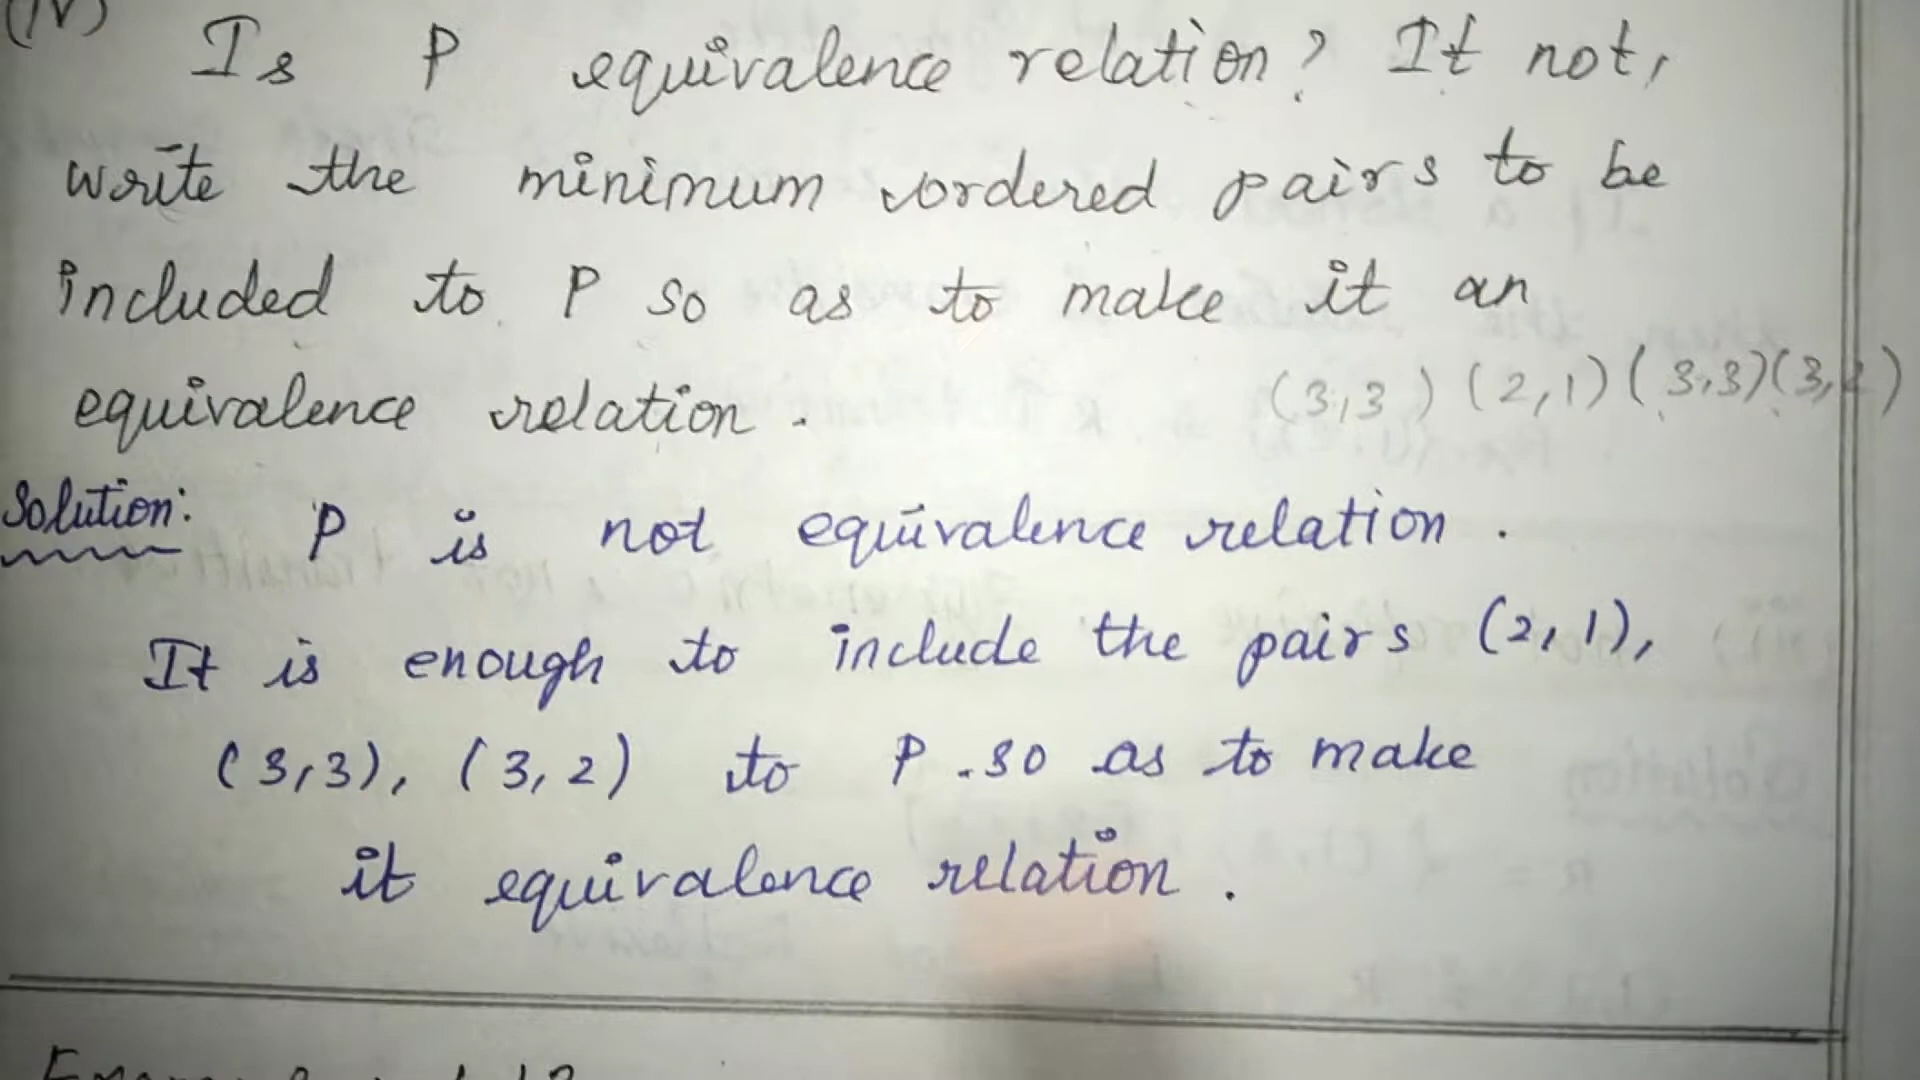 (iv) Is P equivalence relation? It not,
write the minimum ordered pairs to be
included to P so as to make it an
equivalence relation.
(3,3) (2,1) (3,3) (3,2)
Solution: P is not equivalence relation.
It is enough to include the pairs (2,1),
(3,3), (3,2) to P . so as to make
it equivalence relation.